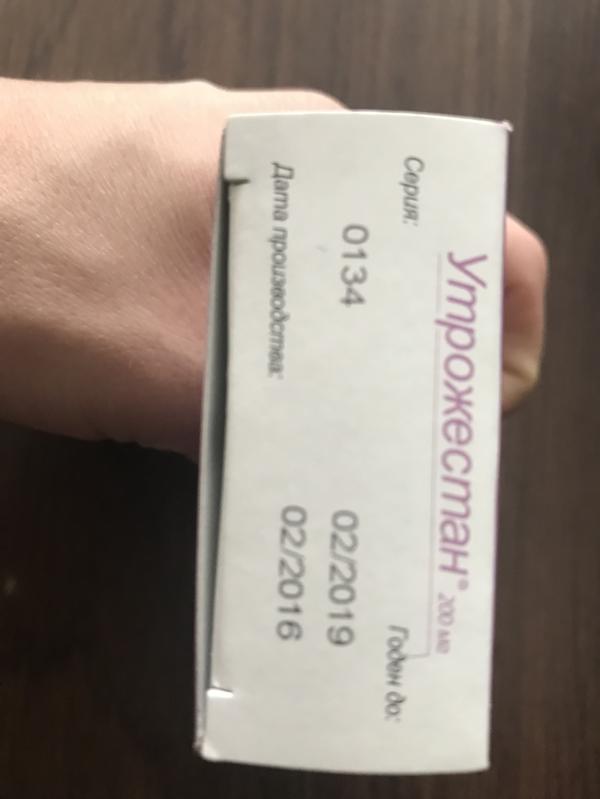 Утрожестан® 200 мг
Серия: Годен до:
0134 02/2019
Дата производства: 02/2016